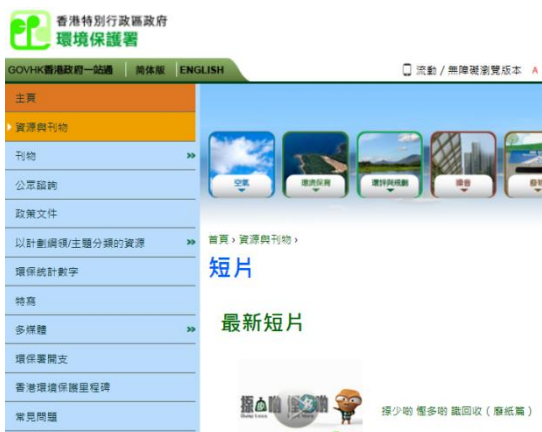 香港特別行政區政府
環境保護署
GOVHK香港政府一站通
简体版
ENGLISH
流動 / 無障礙瀏覽版本
A
主頁
資源與刊物
刊物
公眾諮詢
政策文件
以計劃綱領/主題分類的資源
環保統計數字
特寫
多媒體
環保署開支
香港環境保護里程碑
常見問題
空氣
環境保育
環評與規劃
噪音
首頁 › 資源與刊物 ›
短片
最新短片
揼少啲 慳多啲 識回收 ( 廢紙篇 )